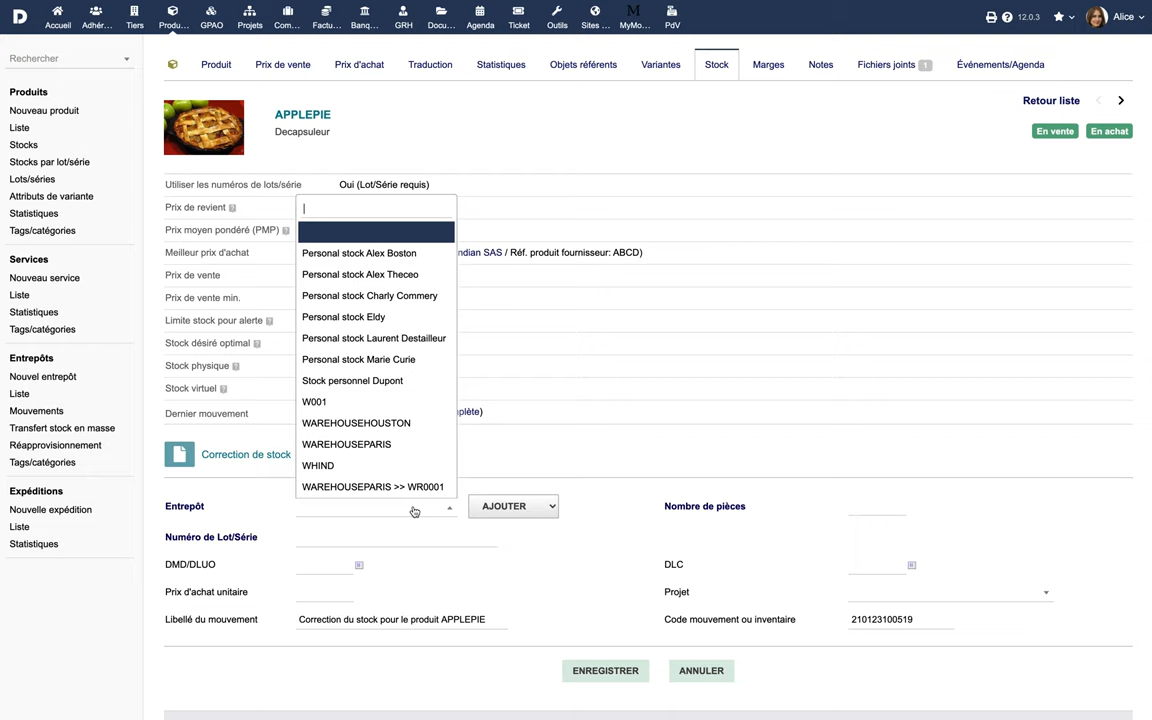 D
Accueil
Adhér...
Tiers
Produ...
GPAO
Projets
Com...
Factu...
Banq...
GRH
Docu...
Agenda
Ticket
Outils
Sites ...
M
MyMo...
PdV
12.0.3
Alice
Rechercher
Produits
Nouveau produit
Liste
Stocks
Stocks par lot/série
Lots/séries
Attributs de variante
Statistiques
Tags/catégories
Services
Nouveau service
Liste
Statistiques
Tags/catégories
Entrepôts
Nouvel entrepôt
Liste
Mouvements
Transfert stock en masse
Réapprovisionnement
Tags/catégories
Expéditions
Nouvelle expédition
Liste
Statistiques
Produit
Prix de vente
Prix d'achat
Traduction
Statistiques
Objets référents
Variantes
Stock
Marges
Notes
Fichiers joints 1
Événements/Agenda
APPLEPIE
Decapsuleur
Retour liste
En vente
En achat
Utiliser les numéros de lots/série Oui (Lot/Série requis)
Prix de revient
Prix moyen pondéré (PMP)
Meilleur prix d'achat ndian SAS / Réf. produit fournisseur: ABCD)
Prix de vente
Prix de vente min.
Limite stock pour alerte
Stock désiré optimal
Stock physique
Stock virtuel
Dernier mouvement plète)
Personal stock Alex Boston
Personal stock Alex Theceo
Personal stock Charly Commery
Personal stock Eldy
Personal stock Laurent Destailleur
Personal stock Marie Curie
Stock personnel Dupont
W001
WAREHOUSEHOUSTON
WAREHOUSEPARIS
WHIND
WAREHOUSEPARIS >> WR0001
Correction de stock
Entrepôt
AJOUTER
Nombre de pièces
Numéro de Lot/Série
DMD/DLUO
DLC
Prix d'achat unitaire
Projet
Libellé du mouvement
Correction du stock pour le produit APPLEPIE
Code mouvement ou inventaire
210123100519
ENREGISTRER
ANNULER